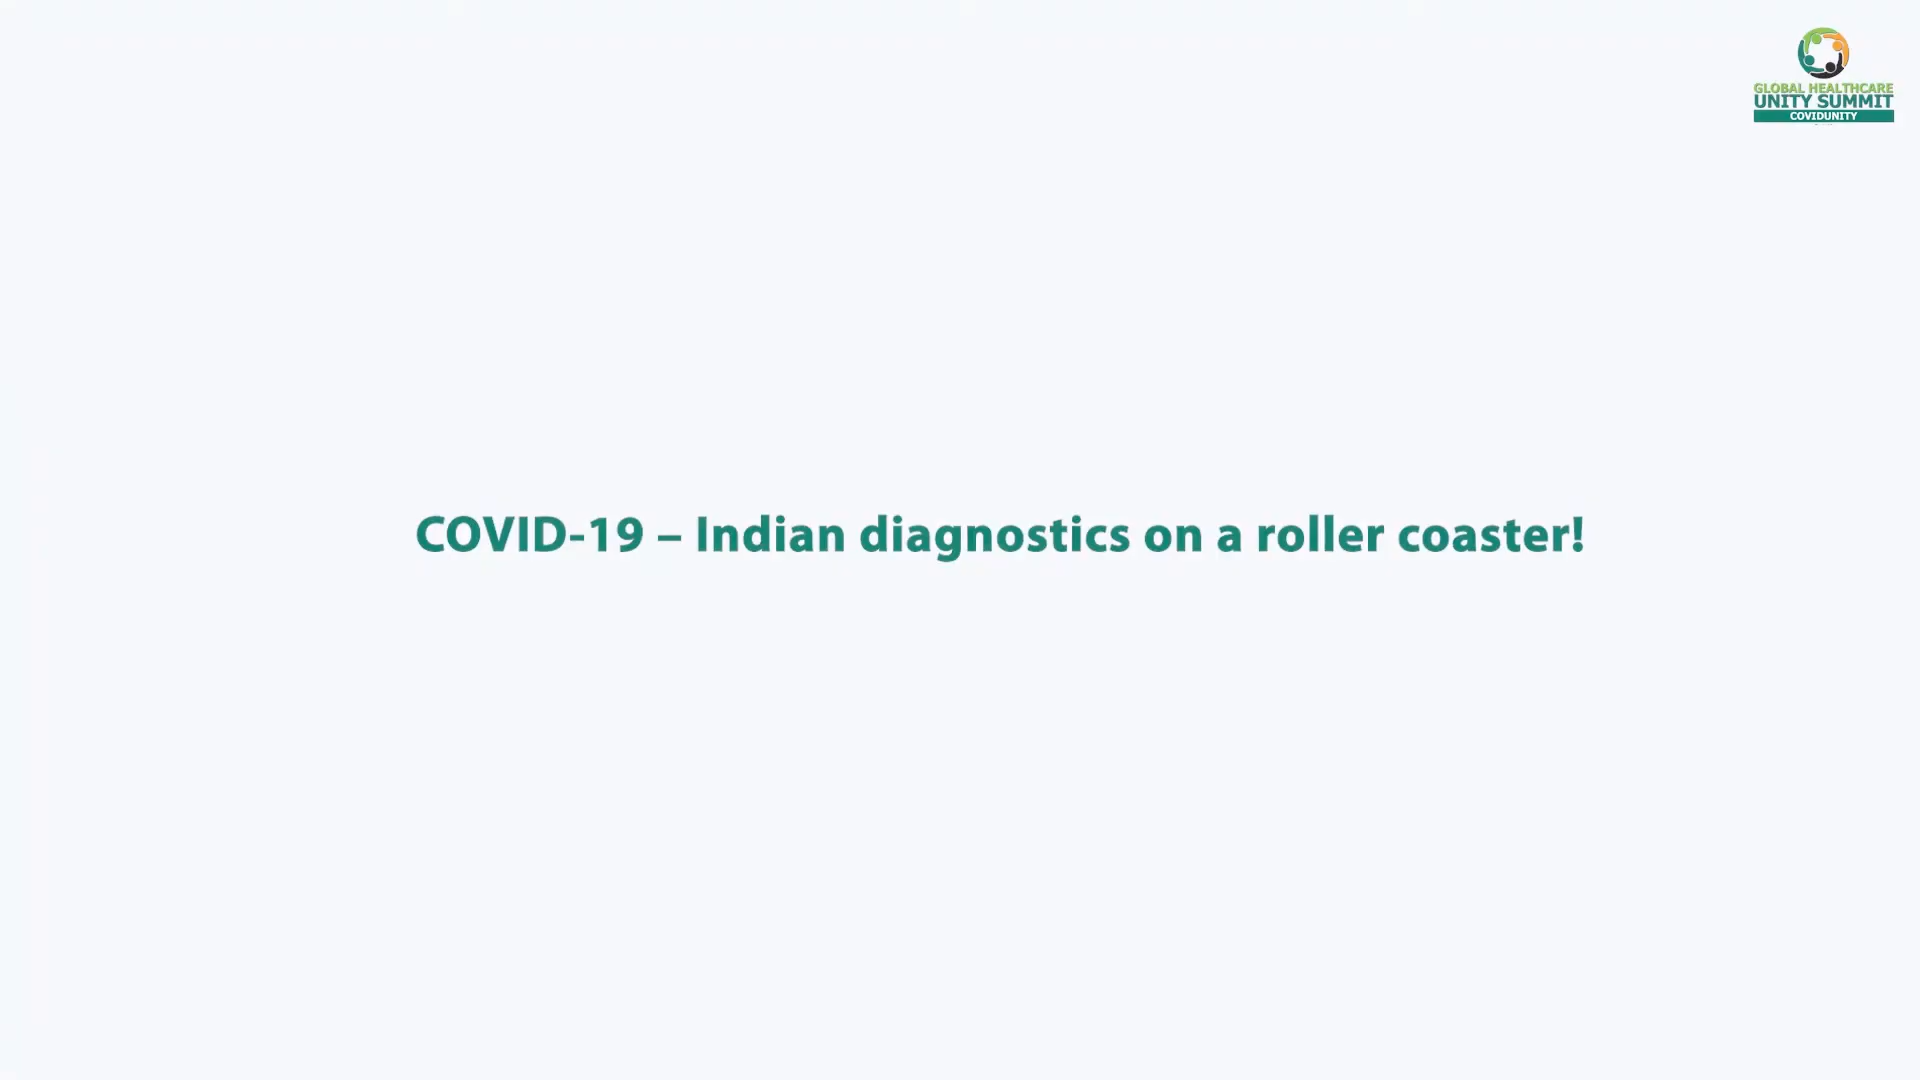 GLOBAL HEALTHCARE
UNITY SUMMIT
COVIDUNITY
COVID-19 – Indian diagnostics on a roller coaster!